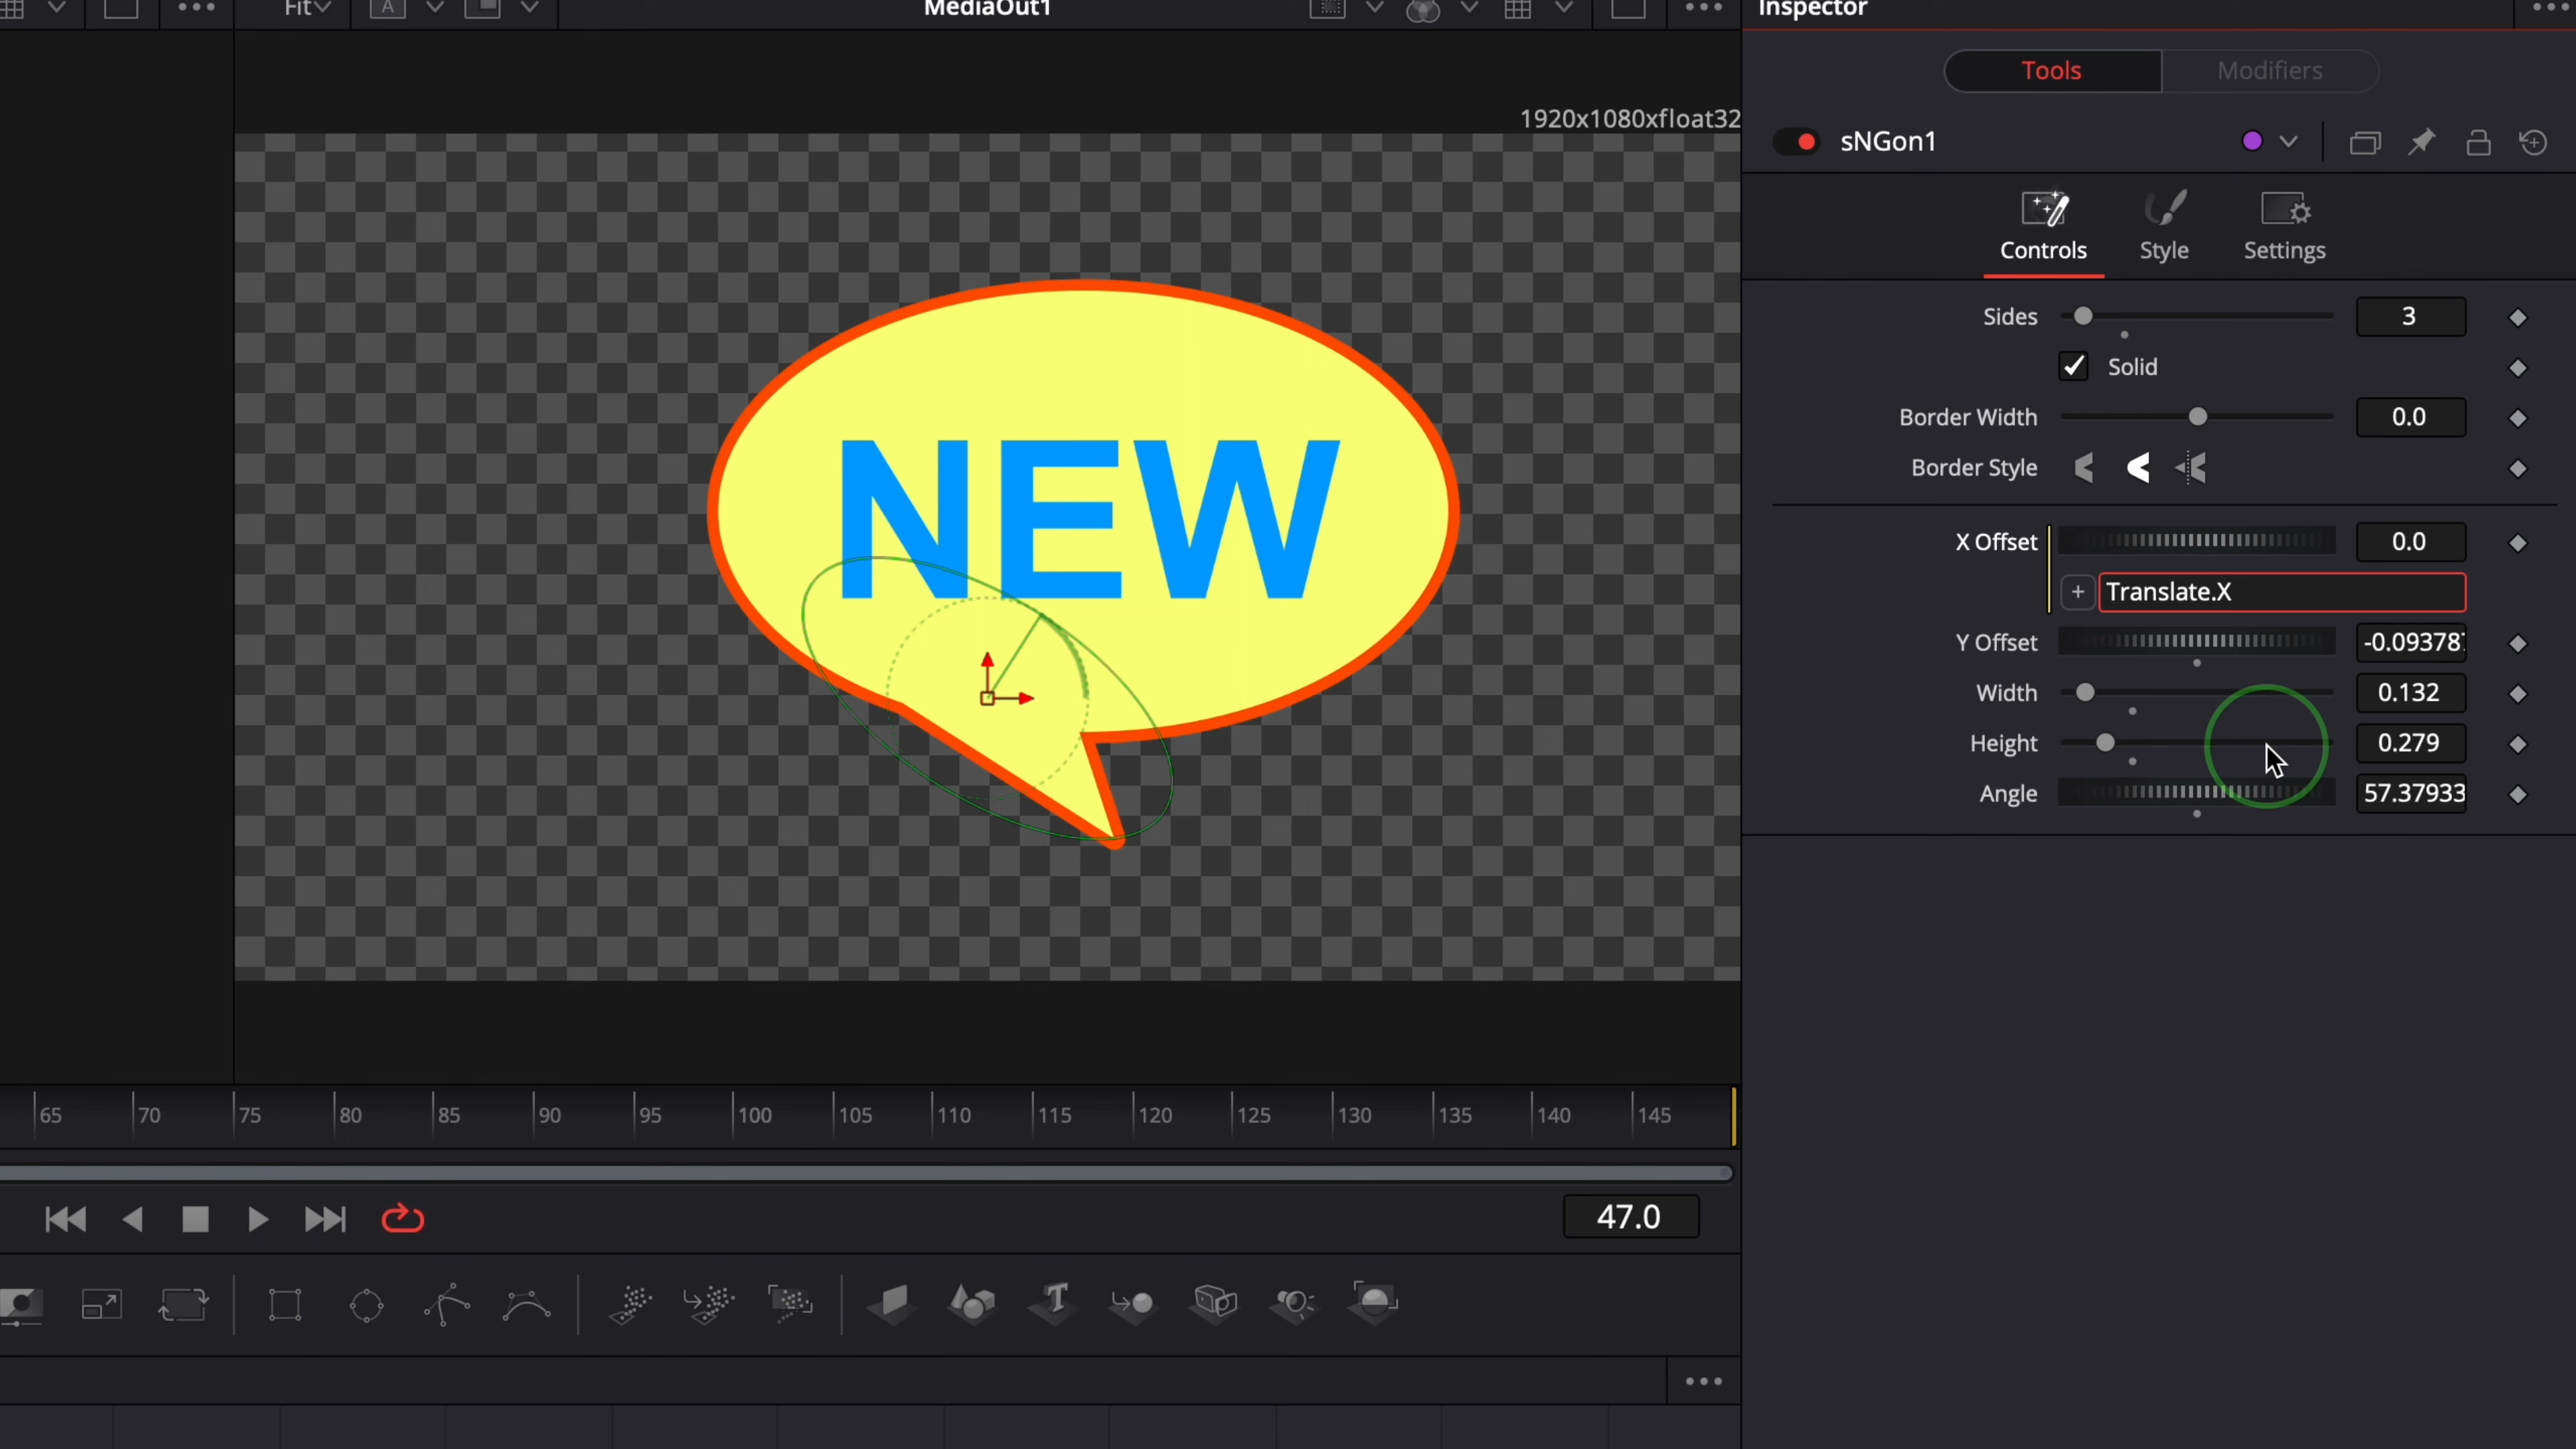 Fit
A
MediaOut1
Inspector
Tools
Modifiers
1920x1080xfloat32
sNGon1
Controls
Style
Settings
Sides
3
Solid
Border Width
0.0
Border Style
X Offset
0.0
+
Translate.X
Y Offset
-0.09378
Width
0.132
Height
0.279
Angle
57.37933
NEW
65
70
75
80
85
90
95
100
105
110
115
120
125
130
135
140
145
47.0